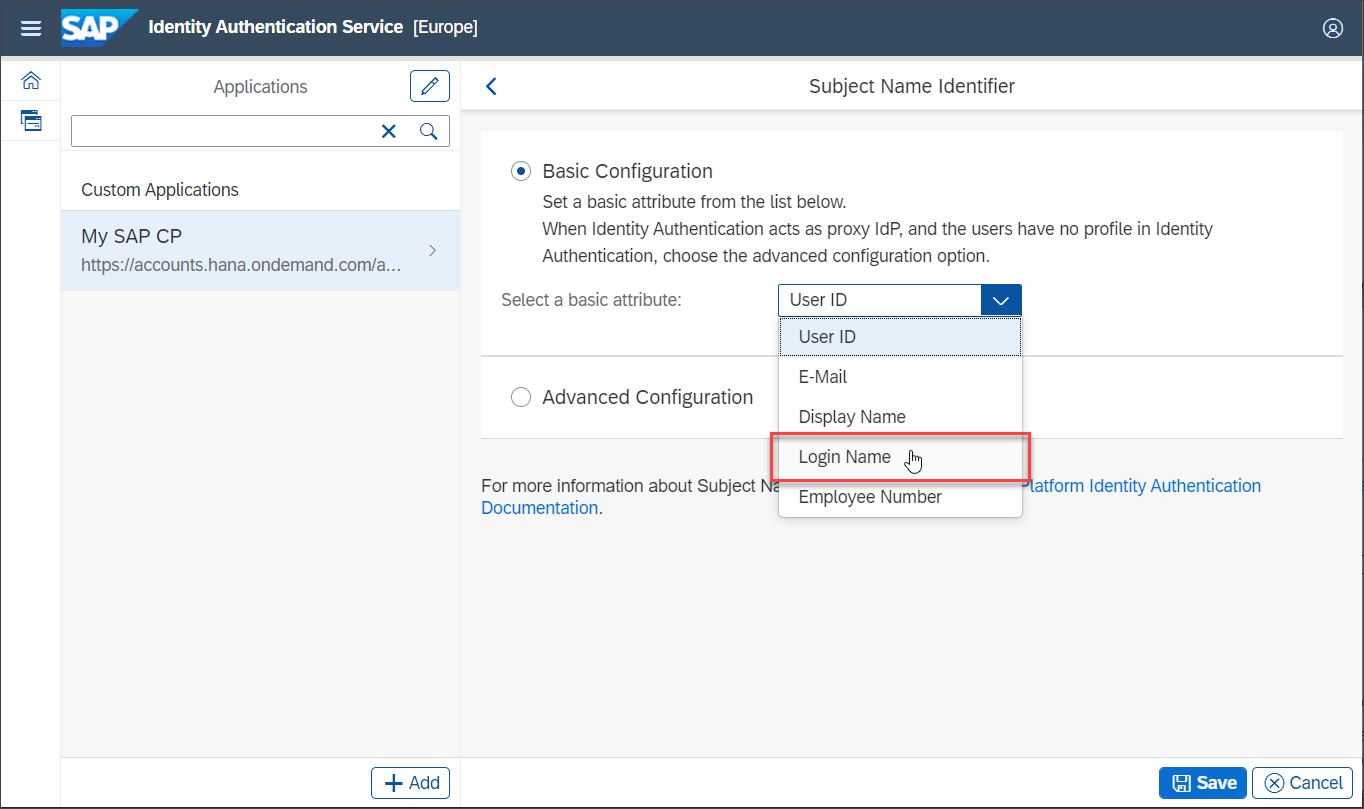 SAP Identity Authentication Service [Europe]
Applications
Custom Applications
My SAP CP
https://accounts.hana.ondemand.com/a...
Add
Subject Name Identifier
Basic Configuration
Set a basic attribute from the list below.
When Identity Authentication acts as proxy IdP, and the users have no profile in Identity
Authentication, choose the advanced configuration option.
Select a basic attribute:
User ID
User ID
E-Mail
Display Name
Login Name
Employee Number
Advanced Configuration
For more information about Subject Na
latform Identity Authentication
Documentation.
Save
Cancel